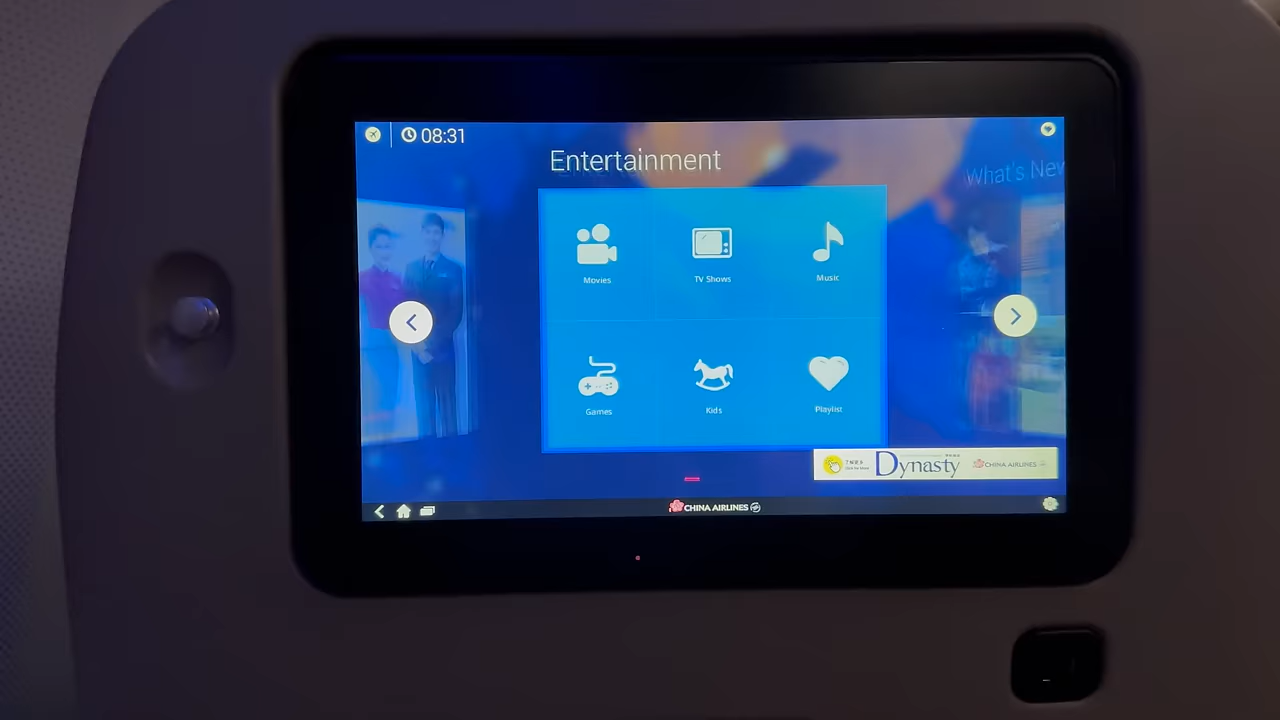 08:31
Entertainment
What's New
Movies
TV Shows
Music
Games
Kids
Playlist
Dynasty
CHINA AIRLINES
CHINA AIRLINES